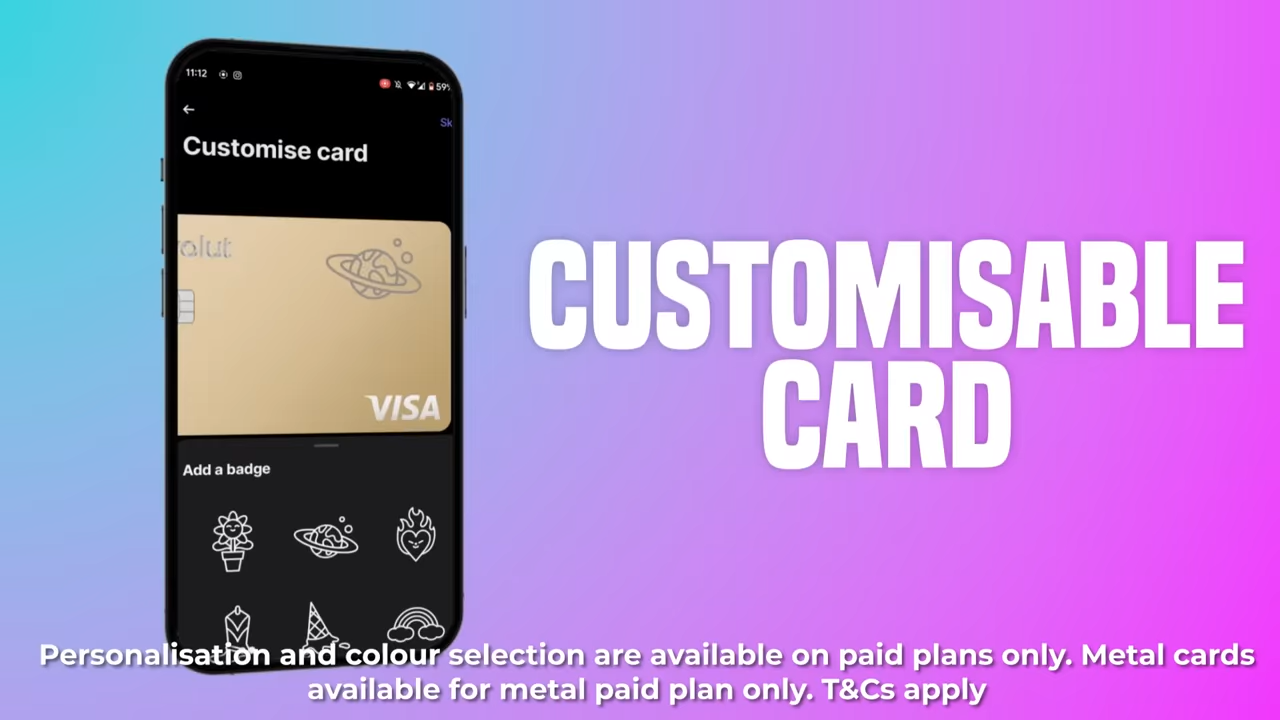 11:12
59%
Sk
Customise card
olut
VISA
Add a badge
CUSTOMISABLE
CARD
Personalisation and colour selection are available on paid plans only. Metal cards
available for metal paid plan only. T&Cs apply